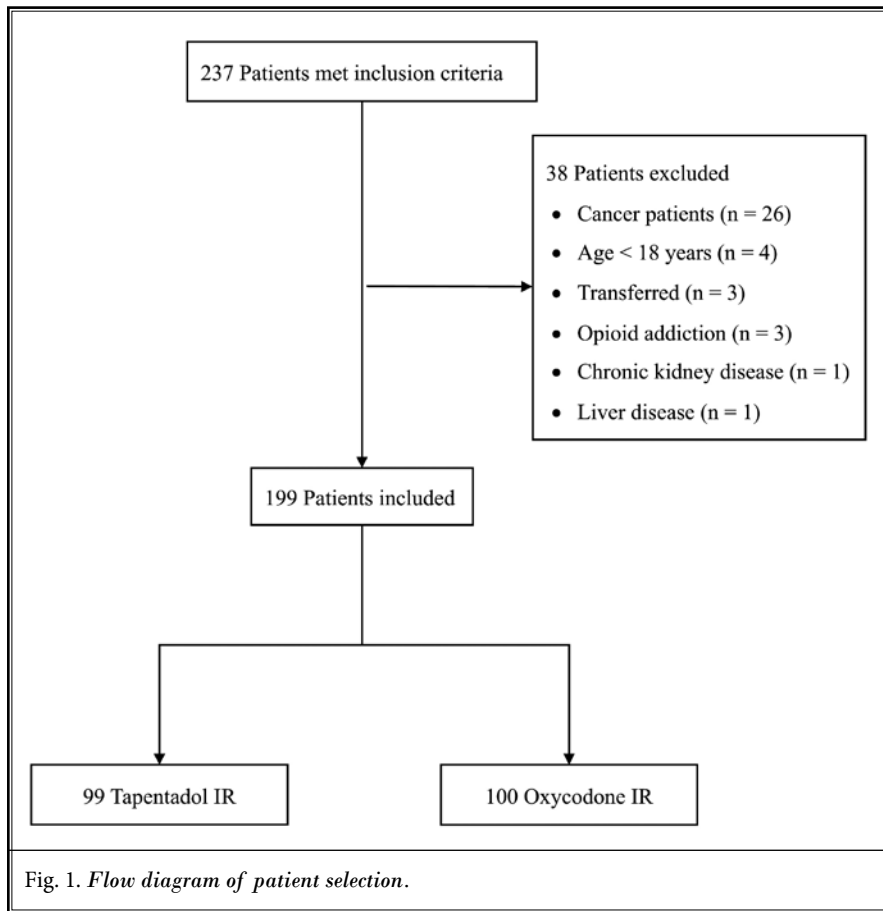 237 Patients met inclusion criteria
38 Patients excluded
• Cancer patients (n = 26)
• Age < 18 years (n = 4)
• Transferred (n = 3)
• Opioid addiction (n = 3)
• Chronic kidney disease (n = 1)
• Liver disease (n = 1)
199 Patients included
99 Tapentadol IR
100 Oxycodone IR
Fig. 1. Flow diagram of patient selection.